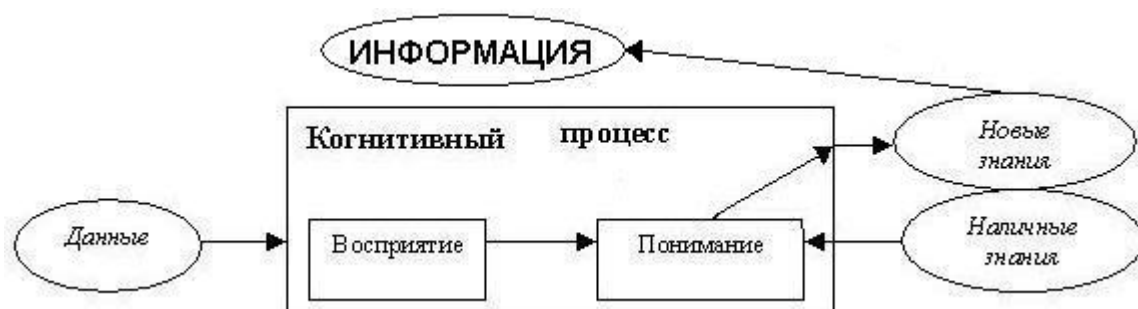 ИНФОРМАЦИЯ
Когнитивный процесс
Новые
знания
Данные
Восприятие
Понимание
Наличные
знания